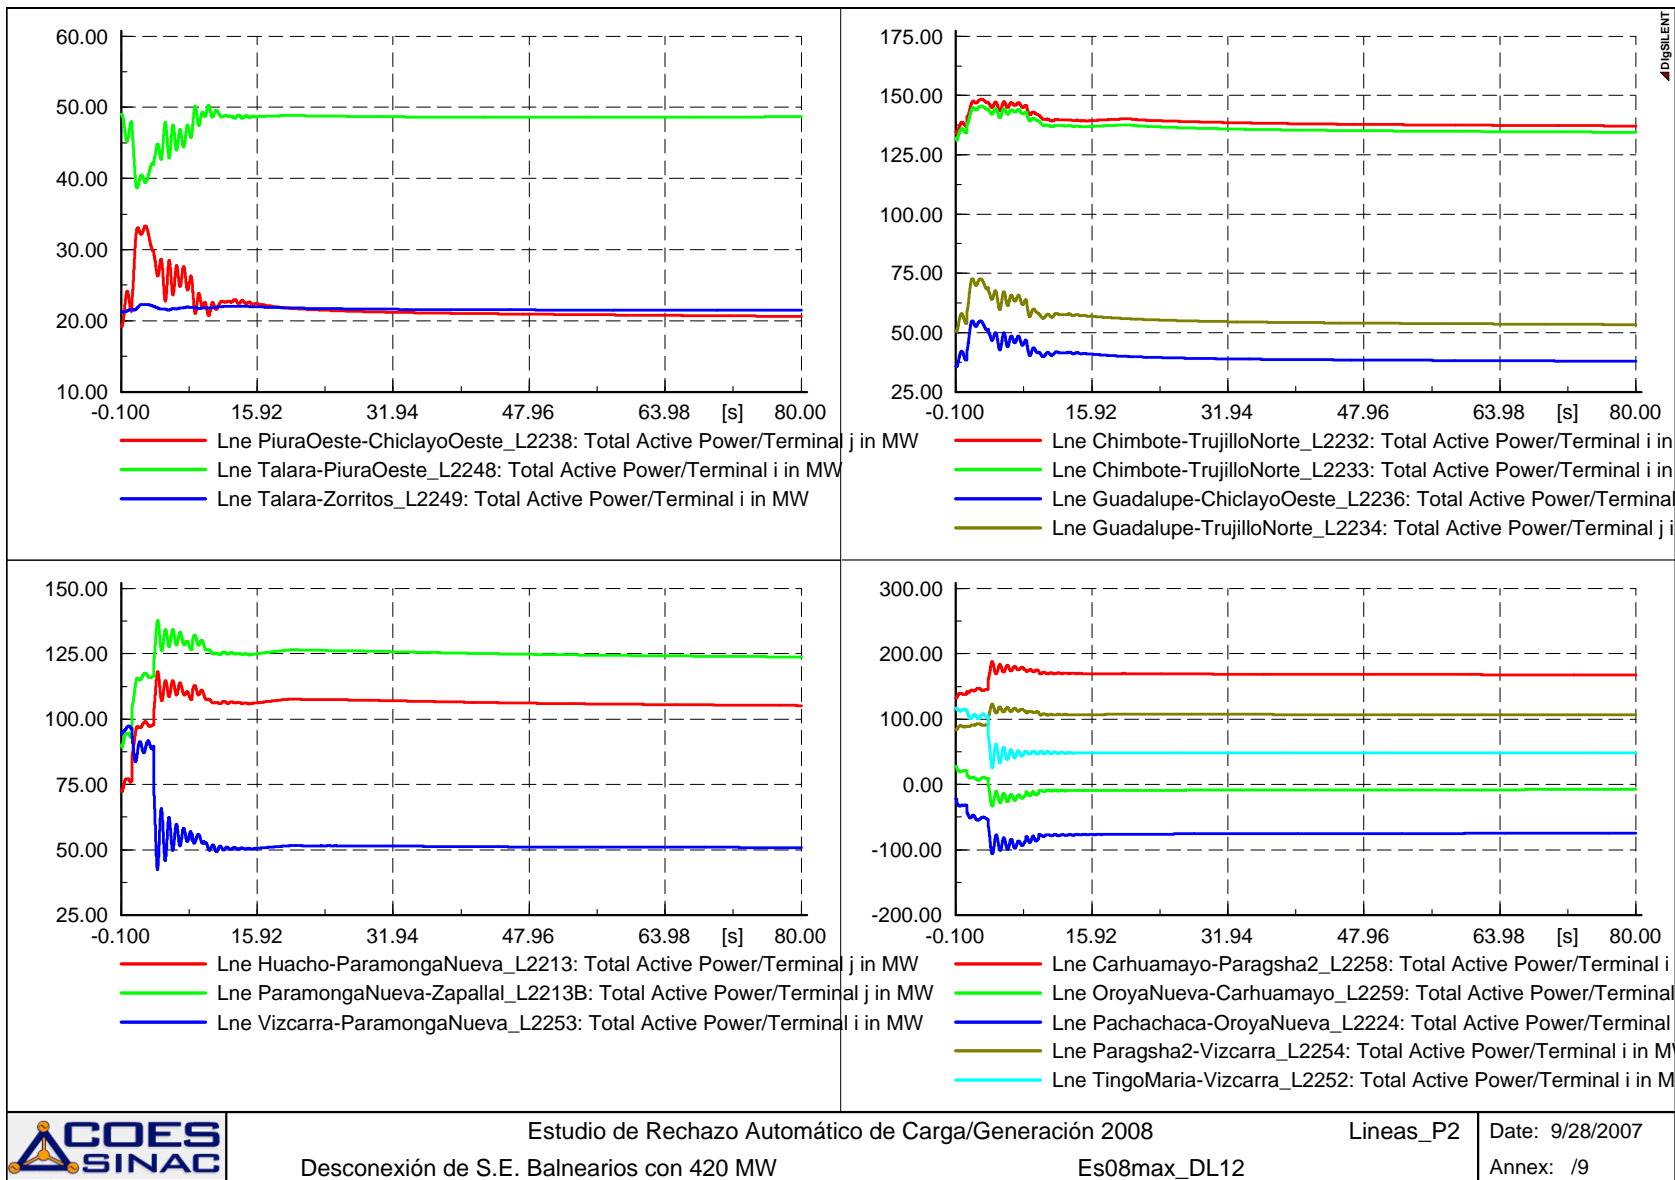 DIgSILENT
60.00
50.00
40.00
30.00
20.00
10.00
-0.100 15.92 31.94 47.96 63.98 [s] 80.00
Lne PiuraOeste-ChiclayoOeste_L2238: Total Active Power/Terminal j in MW
Lne Talara-PiuraOeste_L2248: Total Active Power/Terminal i in MW
Lne Talara-Zorritos_L2249: Total Active Power/Terminal i in MW
175.00
150.00
125.00
100.00
75.00
50.00
25.00
-0.100 15.92 31.94 47.96 63.98 [s] 80.00
Lne Chimbote-TrujilloNorte_L2232: Total Active Power/Terminal i in
Lne Chimbote-TrujilloNorte_L2233: Total Active Power/Terminal i in
Lne Guadalupe-ChiclayoOeste_L2236: Total Active Power/Terminal
Lne Guadalupe-TrujilloNorte_L2234: Total Active Power/Terminal j i
150.00
125.00
100.00
75.00
50.00
25.00
-0.100 15.92 31.94 47.96 63.98 [s] 80.00
Lne Huacho-ParamongaNueva_L2213: Total Active Power/Terminal j in MW
Lne ParamongaNueva-Zapallal_L2213B: Total Active Power/Terminal j in MW
Lne Vizcarra-ParamongaNueva_L2253: Total Active Power/Terminal i in MW
300.00
200.00
100.00
0.00
-100.00
-200.00
-0.100 15.92 31.94 47.96 63.98 [s] 80.00
Lne Carhuamayo-Paragsha2_L2258: Total Active Power/Terminal i
Lne OroyaNueva-Carhuamayo_L2259: Total Active Power/Terminal
Lne Pachachaca-OroyaNueva_L2224: Total Active Power/Terminal
Lne Paragsha2-Vizcarra_L2254: Total Active Power/Terminal i in M
Lne TingoMaria-Vizcarra_L2252: Total Active Power/Terminal i in M
COES
SINAC
Estudio de Rechazo Automático de Carga/Generación 2008 Lineas_P2
Desconexión de S.E. Balnearios con 420 MW Es08max_DL12
Date: 9/28/2007
Annex: /9